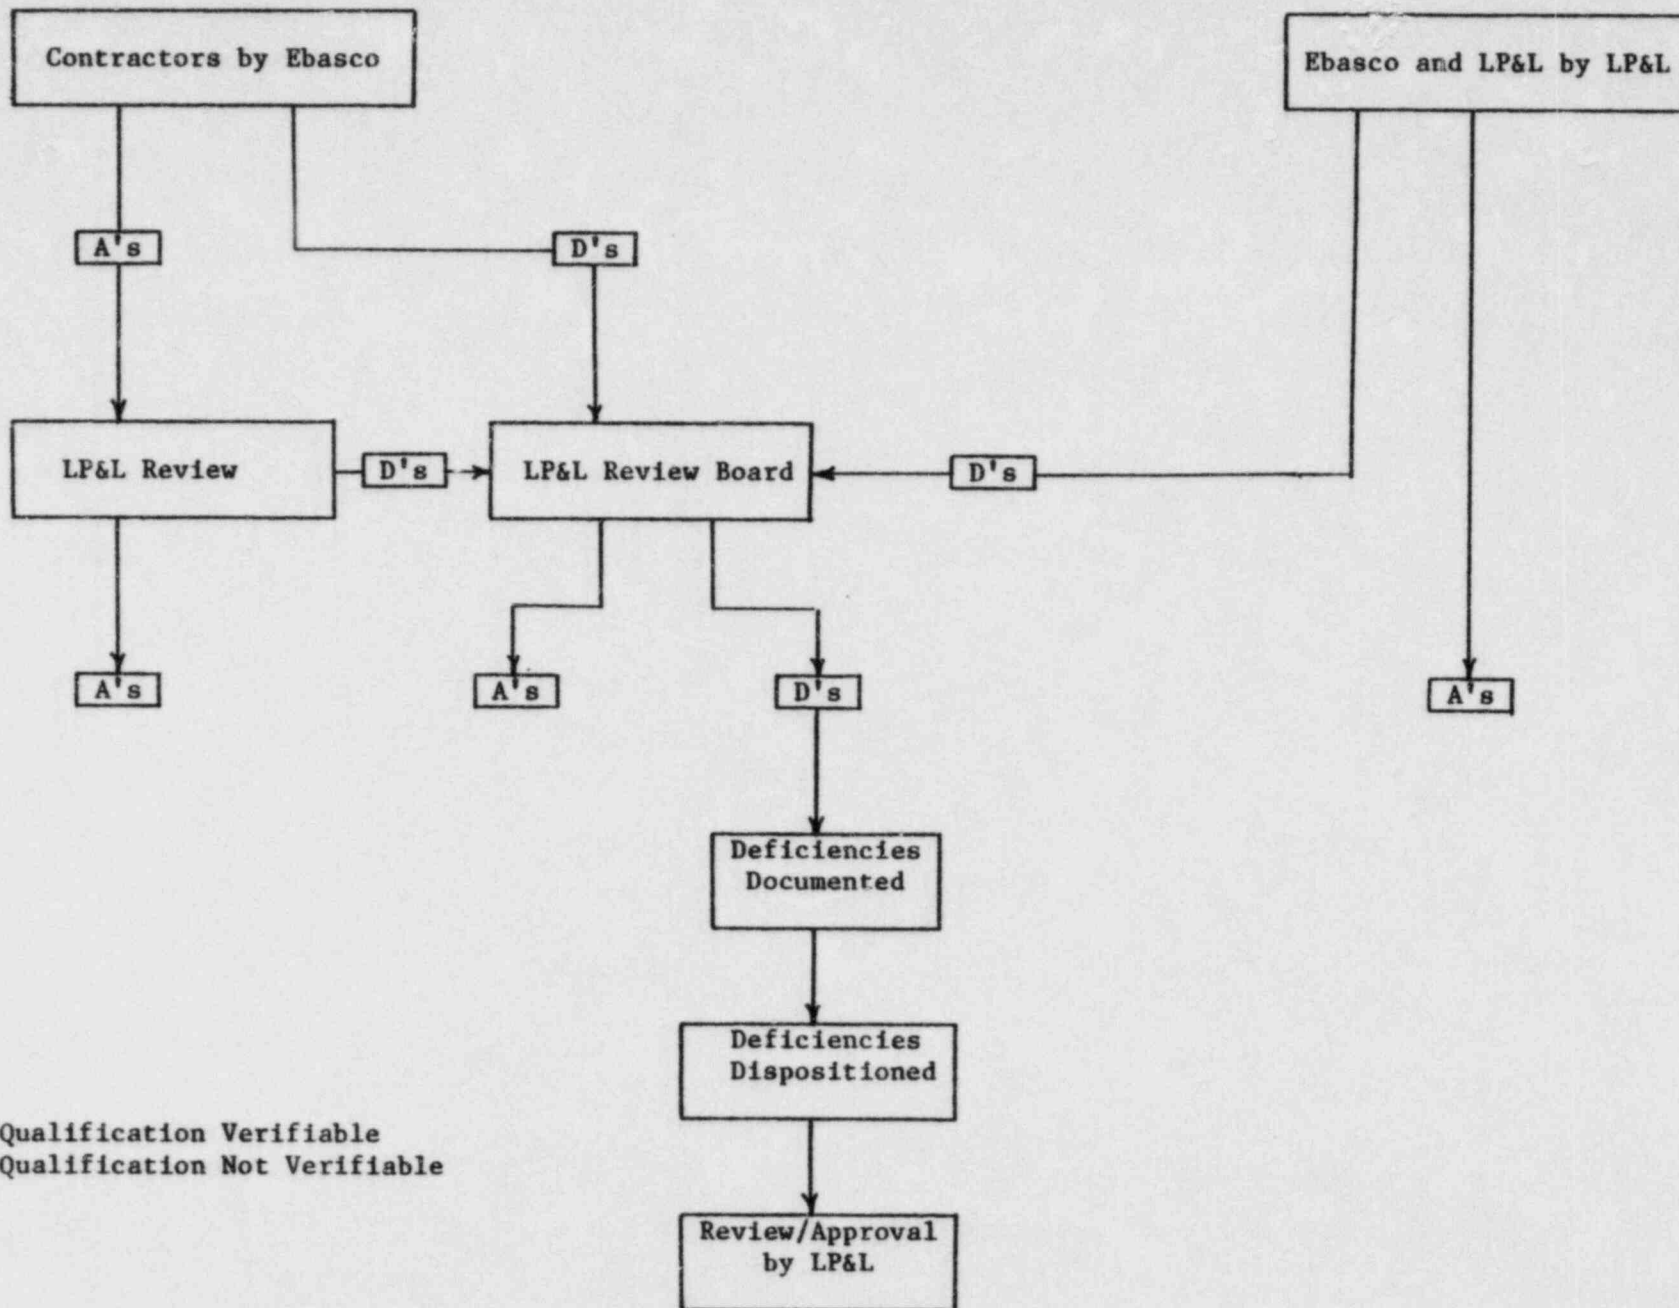 Contractors by Ebasco
Ebasco and LP&L by LP&L
A's
D's
LP&L Review
D's
LP&L Review Board
D's
A's
A's
D's
A's
Deficiencies
Documented
Deficiencies
Dispositioned
Qualification Verifiable
Qualification Not Verifiable
Review/Approval
by LP&L